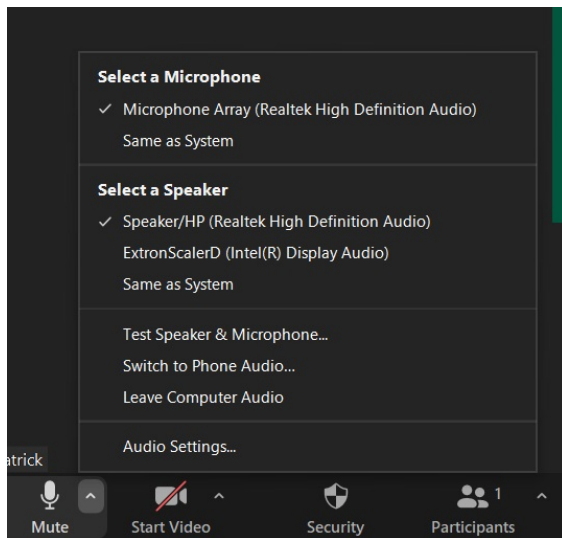 Select a Microphone
Microphone Array (Realtek High Definition Audio)
Same as System
Select a Speaker
Speaker/HP (Realtek High Definition Audio)
ExtronScalerD (Intel(R) Display Audio)
Same as System
Test Speaker & Microphone...
Switch to Phone Audio...
Leave Computer Audio
Audio Settings...
atrick
1
Mute Start Video Security Participants